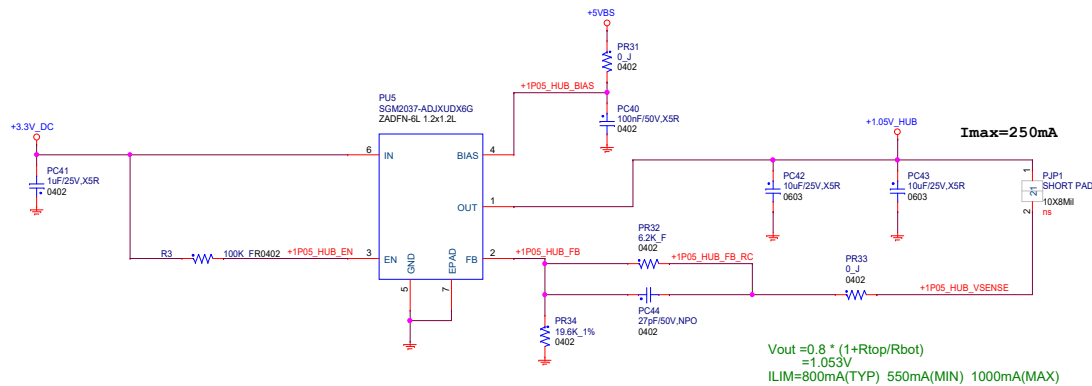 +5VBS
PR31
0_J
0402
+1P05_HUB_BIAS
PU5
SGM2037-ADJXUDX6G
ZADFN-6L 1.2x1.2L
PC40
100nF/50V,X5R
0402
+3.3V_DC
+1.05V_HUB
Imax=250mA
6
IN
BIAS
4
PC41
1uF/25V,X5R
0402
PC42
10uF/25V,X5R
0603
PC43
10uF/25V,X5R
0603
1
PJP1
SHORT PAD
21
10X8Mil
2
ns
OUT
1
PR32
6.2K_F
0402
R3
100K_FR0402
+1P05_HUB_EN
3
EN
GND
EPAD
FB
2
+1P05_HUB_FB
+1P05_HUB_FB_RC
PR33
0_J
0402
+1P05_HUB_VSENSE
5
7
PC44
27pF/50V,NPO
0402
PR34
19.6K_1%
0402
Vout =0.8 * (1+Rtop/Rbot)
=1.053V
ILIM=800mA(TYP) 550mA(MIN) 1000mA(MAX)